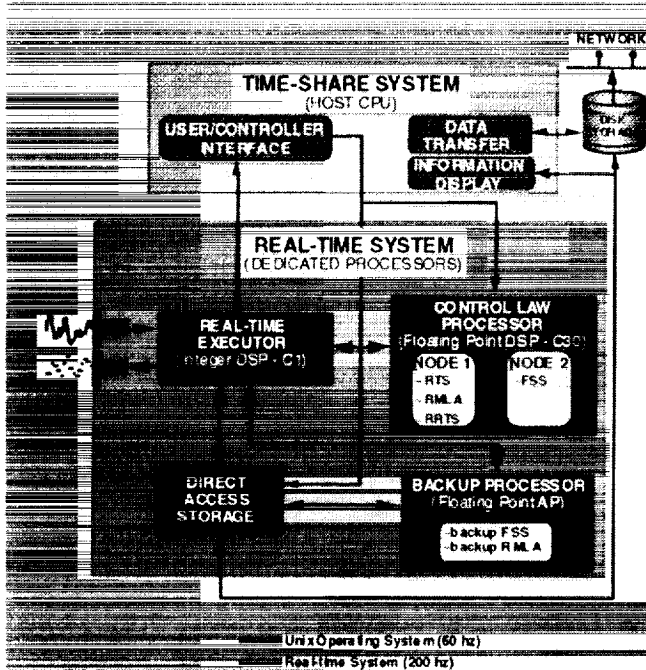 NETWORK
TIME-SHARE SYSTEM
(HOST CPU)
USER/CONTROLLER
INTERFACE
DATA
TRANSFER
DISK
INFORMATION
DISPLAY
REAL-TIME SYSTEM
(DEDICATED PROCESSORS)
REAL-TIME
EXECUTOR
(Integer DSP - C1)
CONTROL LAW
PROCESSOR
(Floating Point DSP - C30)
NODE 1
-RTS
-RMLA
RRTS
NODE 2
-FSS
DIRECT
ACCESS
STORAGE
BACKUP PROCESSOR
(Floating Point AP)
-backup FSS
-backup RMLA
Unix Operating System (60 hz)
Real-time System (200 hz)